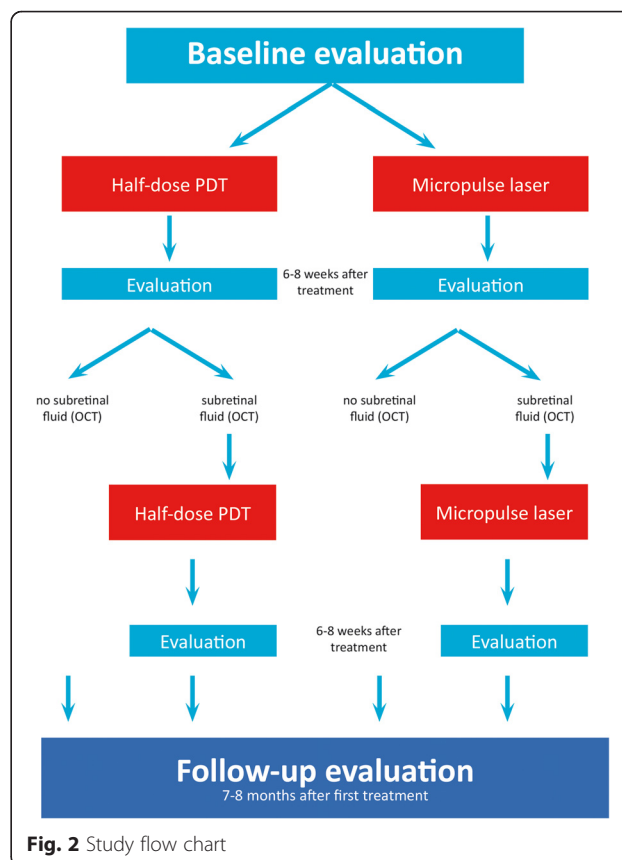 Baseline evaluation
Half-dose PDT
Micropulse laser
Evaluation
6-8 weeks after
treatment
Evaluation
no subretinal
fluid (OCT)
subretinal
fluid (OCT)
no subretinal
fluid (OCT)
subretinal
fluid (OCT)
Half-dose PDT
Micropulse laser
Evaluation
6-8 weeks after
treatment
Evaluation
Follow-up evaluation
7-8 months after first treatment
Fig. 2 Study flow chart